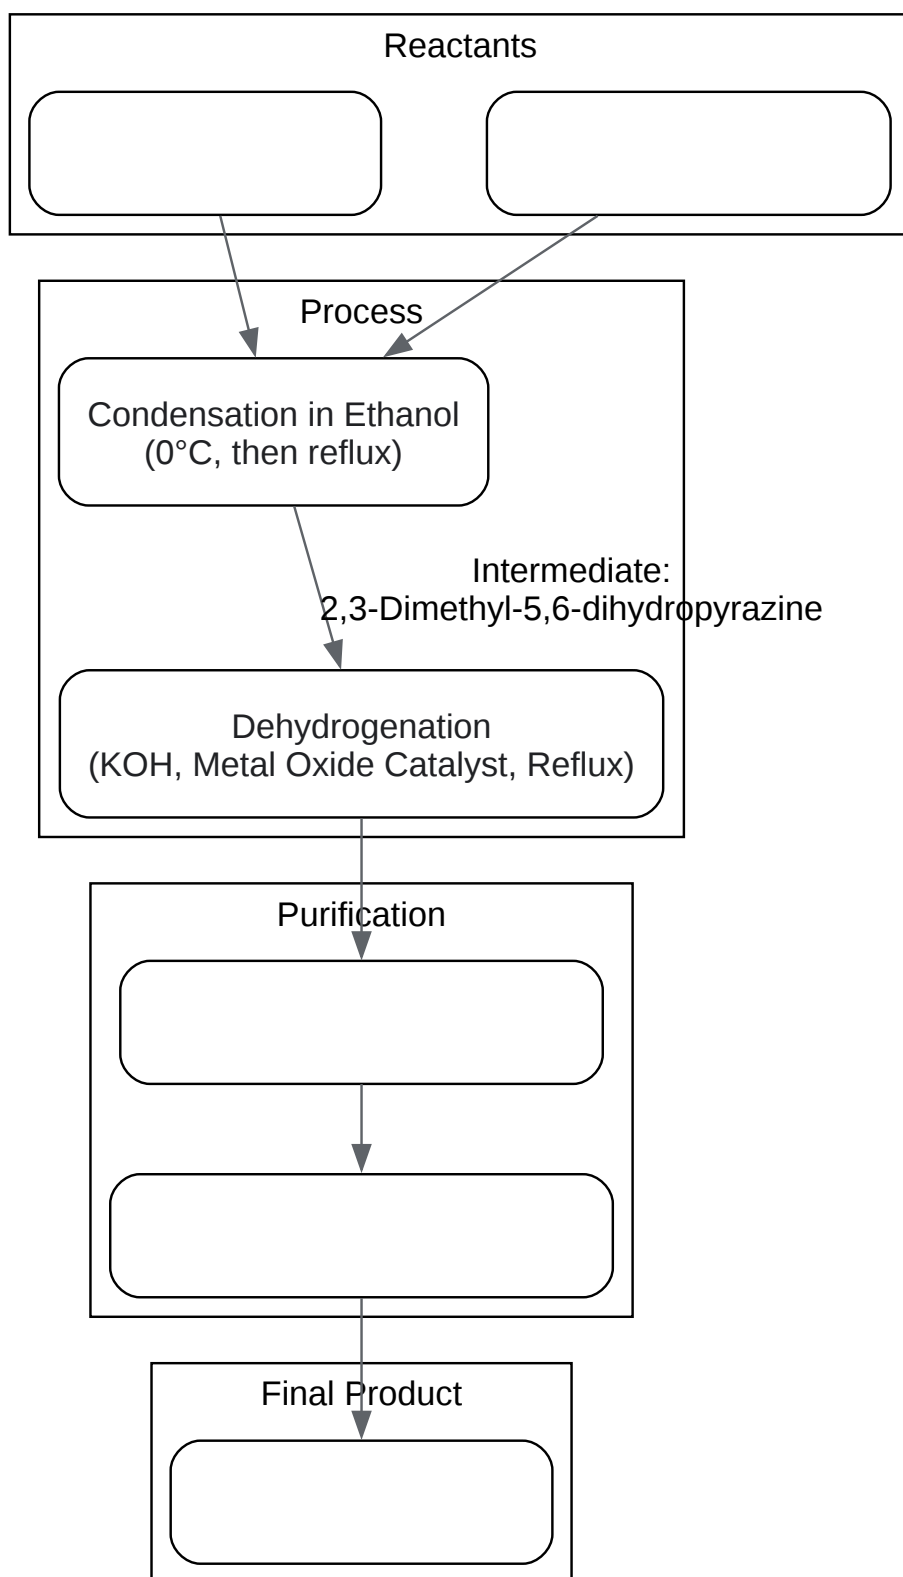 Reactants
Process
Condensation in Ethanol
(0°C, then reflux)
Intermediate:
2,3-Dimethyl-5,6-dihydropyrazine
Dehydrogenation
(KOH, Metal Oxide Catalyst, Reflux)
Purification
Final Product